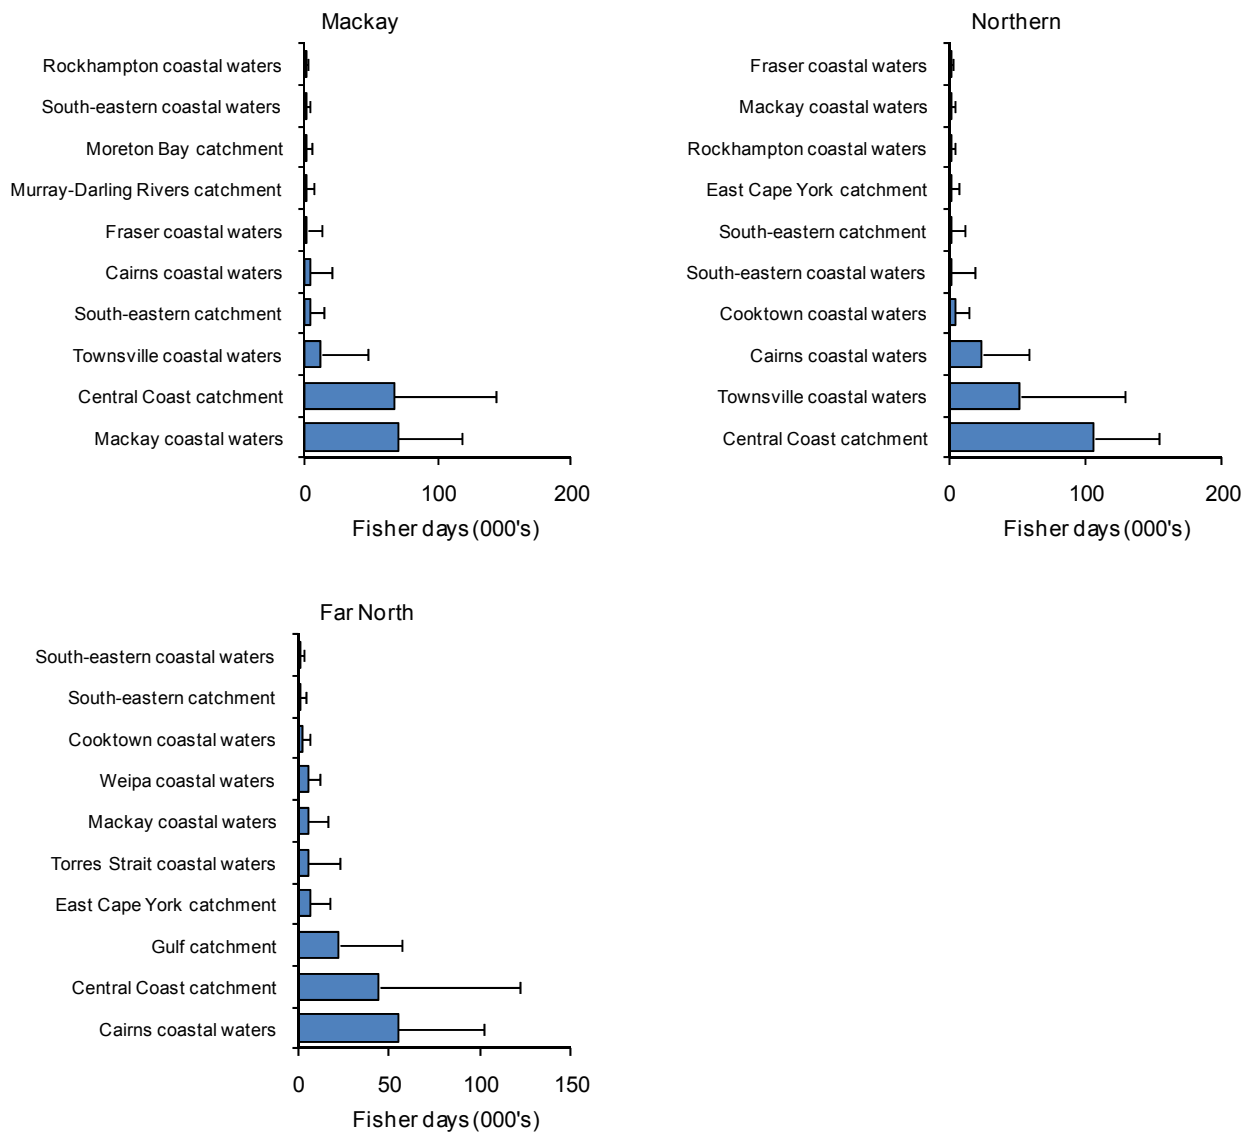 Mackay
Rockhampton coastal waters
South-eastern coastal waters
Moreton Bay catchment
Murray-Darling Rivers catchment
Fraser coastal waters
Cairns coastal waters
South-eastern catchment
Townsville coastal waters
Central Coast catchment
Mackay coastal waters
0 100 200
Fisher days (000's)
Northern
Fraser coastal waters
Mackay coastal waters
Rockhampton coastal waters
East Cape York catchment
South-eastern catchment
South-eastern coastal waters
Cooktown coastal waters
Cairns coastal waters
Townsville coastal waters
Central Coast catchment
0 100 200
Fisher days (000's)
Far North
South-eastern coastal waters
South-eastern catchment
Cooktown coastal waters
Weipa coastal waters
Mackay coastal waters
Torres Strait coastal waters
East Cape York catchment
Gulf catchment
Central Coast catchment
Cairns coastal waters
0 50 100 150
Fisher days (000's)